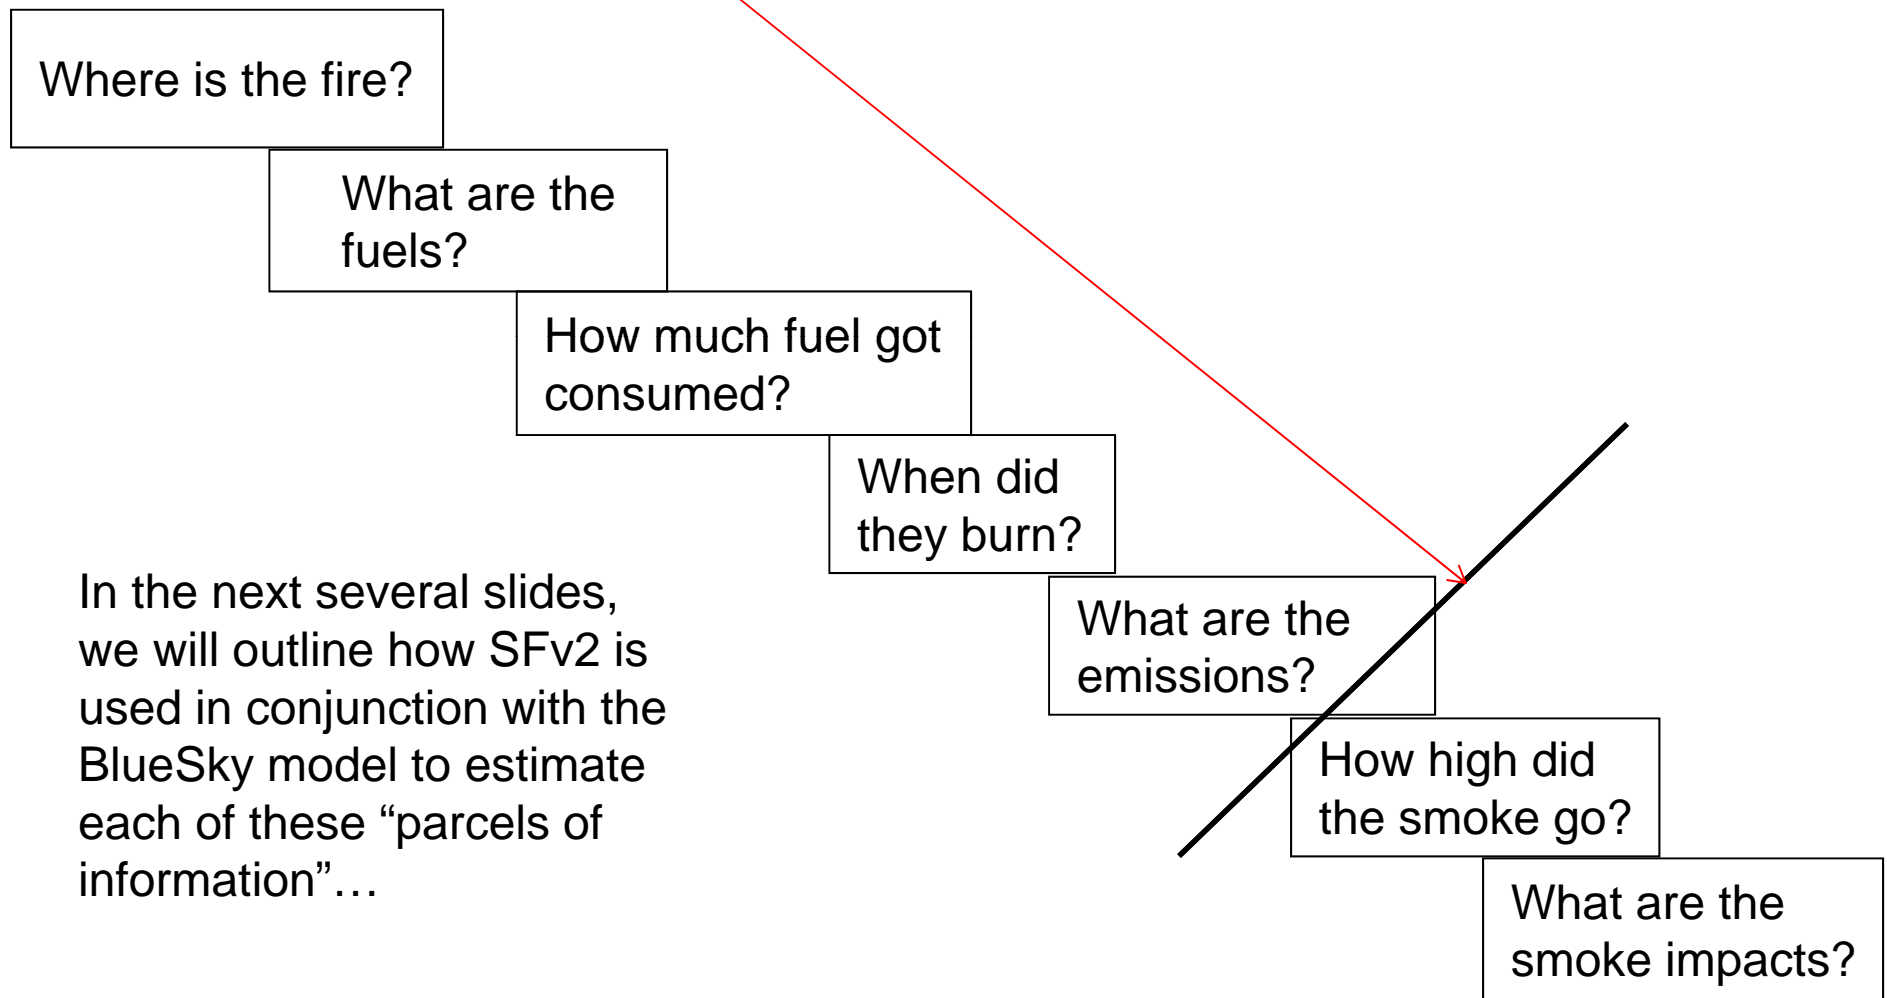 Where is the fire?
What are the
fuels?
How much fuel got
consumed?
When did
they burn?
In the next several slides,
we will outline how SFv2 is
used in conjunction with the
BlueSky model to estimate
each of these “parcels of
information”…
What are the
emissions?
How high did
the smoke go?
What are the
smoke impacts?